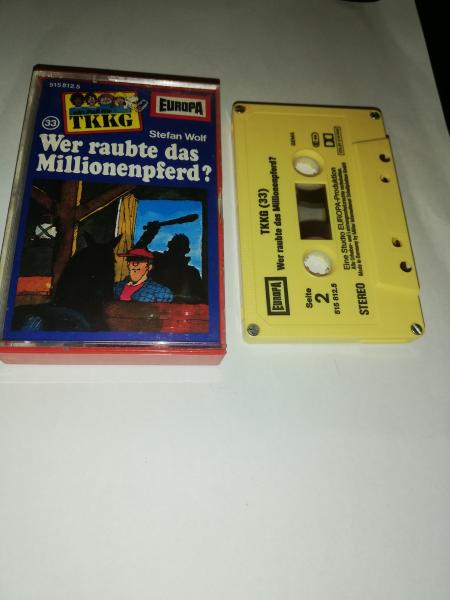 515 812.5
EUROPA
33
TKKG
Stefan Wolf
Wer raubte das
Millionenpferd?
TKKG (33)
Wer raubte das Millionenpferd?
EUROPA
Seite
2
515 812.5
Eine Studio EUROPA-Produktion
STEREO